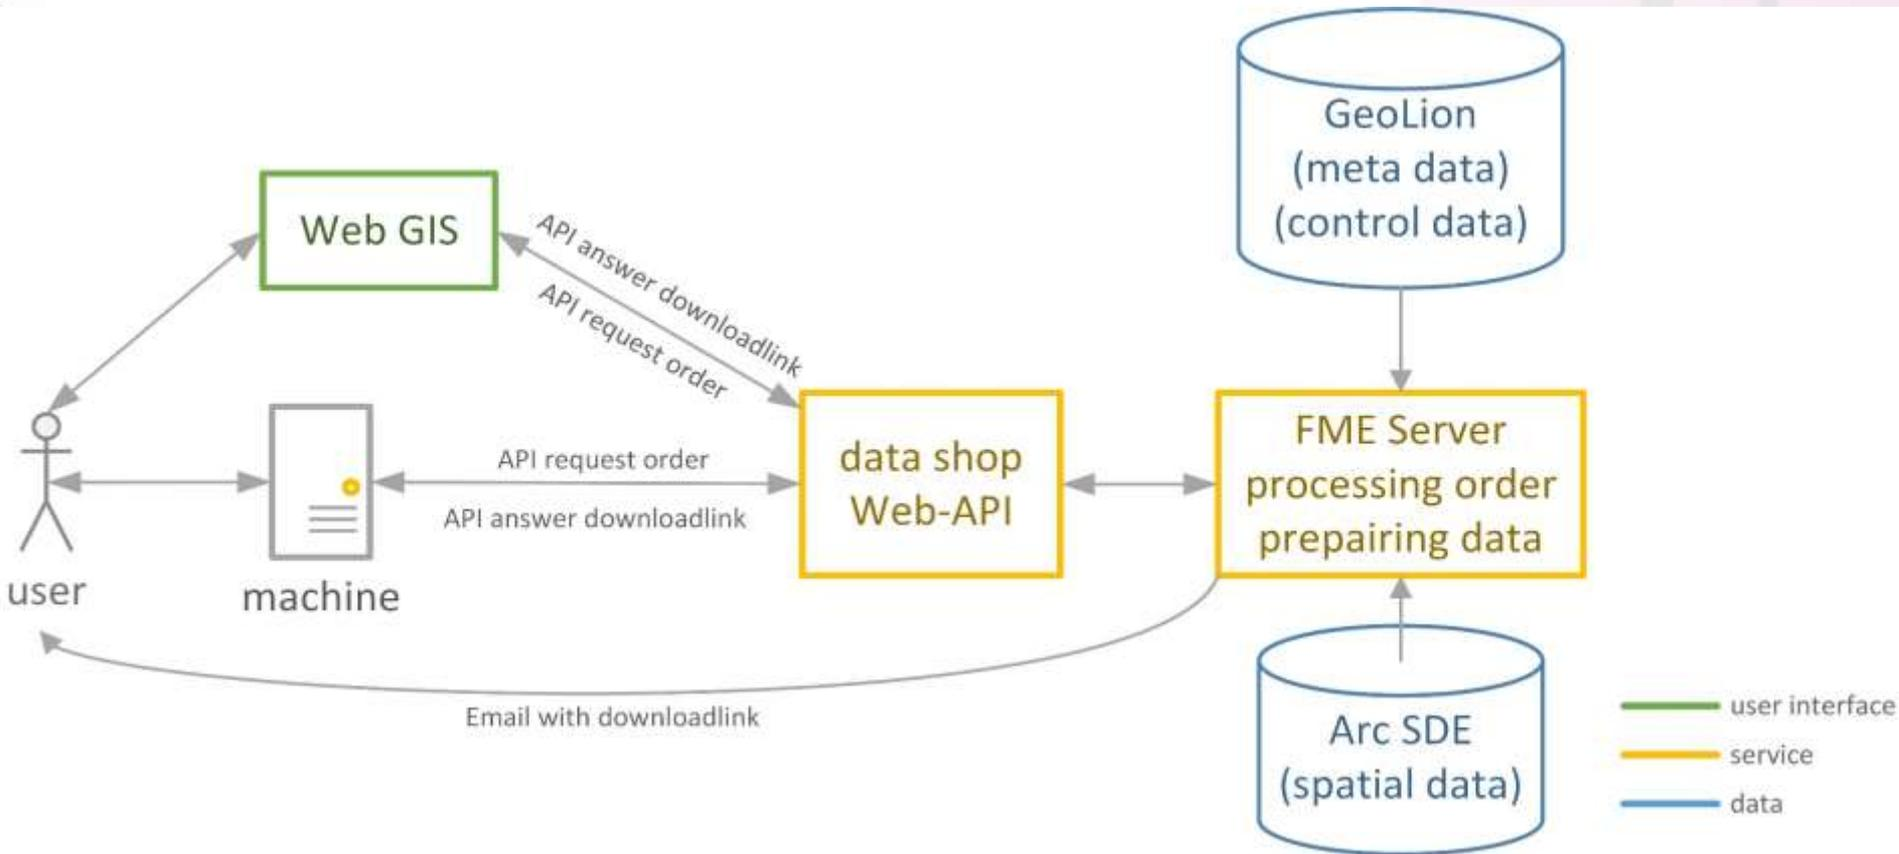 GeoLion
(meta data)
(control data)
Web GIS
API answer downloadlink
API request order
API request order
API answer downloadlink
data shop
Web-API
FME Server
processing order
prepairing data
user
machine
Email with downloadlink
Arc SDE
(spatial data)
user interface
service
data